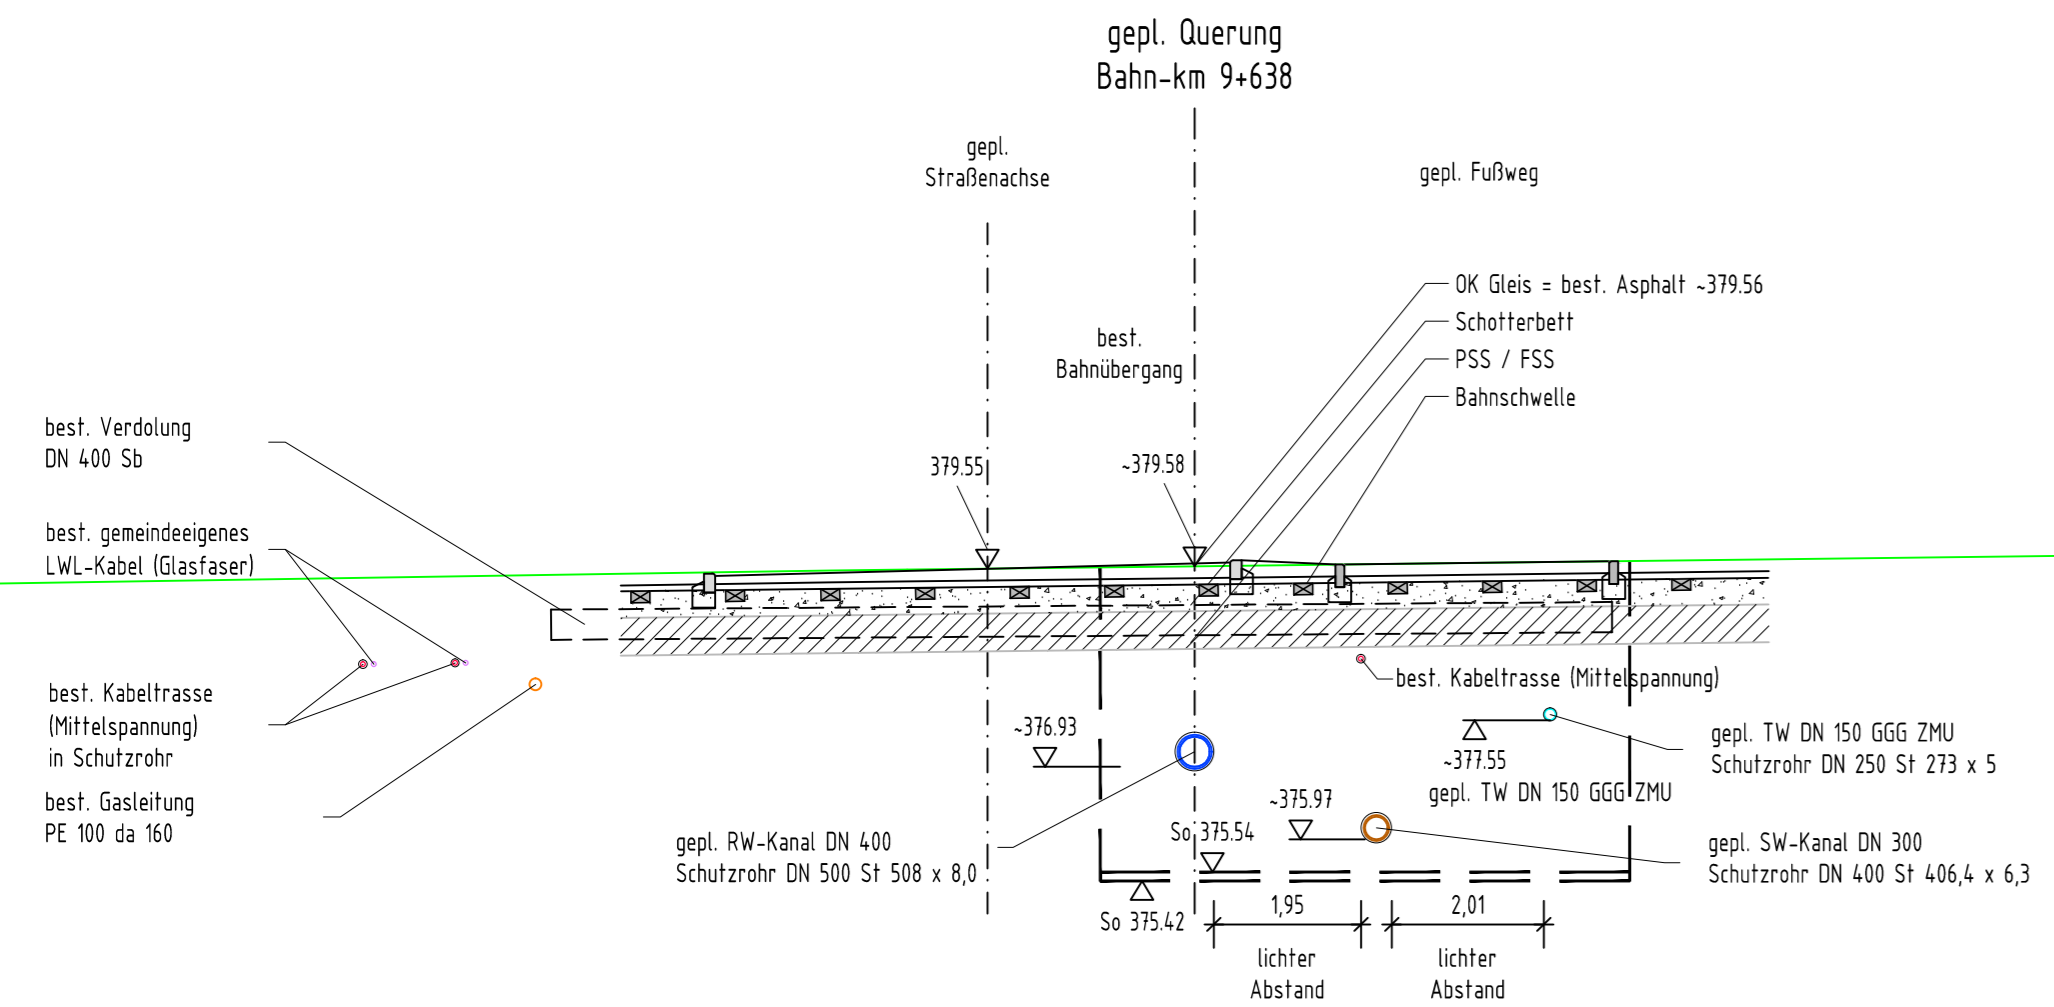 gepl. Querung
Bahn-km 9+638
gepl.
Straßenachse
gepl. Fußweg
OK Gleis = best. Asphalt ~379.56
Schotterbett
PSS / FSS
Bahnschwelle
best.
Bahnübergang
best. Verdolung
DN 400 Sb
379.55
~379.58
best. gemeindeeigenes
LWL-Kabel (Glasfaser)
best. Kabeltrasse
(Mittelspannung)
in Schutzrohr
best. Gasleitung
PE 100 da 160
best. Kabeltrasse (Mittelspannung)
~376.93
~377.55
gepl. TW DN 150 GGG ZMU
gepl. TW DN 150 GGG ZMU
Schutzrohr DN 250 St 273 x 5
~375.97
So 375.54
gepl. RW-Kanal DN 400
Schutzrohr DN 500 St 508 x 8,0
gepl. SW-Kanal DN 300
Schutzrohr DN 400 St 406,4 x 6,3
So 375.42
1,95
2,01
lichter
Abstand
lichter
Abstand